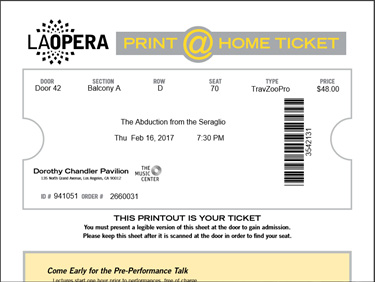 LAOPERA
PRINT @ HOME TICKET
DOOR SECTION ROW SEAT TYPE PRICE
Door 42 Balcony A D 70 TravZooPro $48.00
The Abduction from the Seraglio
Thu Feb 16, 2017 7:30 PM
3542131
Dorothy Chandler Pavilion
135 North Grand Avenue, Los Angeles, CA 90012
THE MUSIC CENTER
ID # 941051 ORDER # 2660031
THIS PRINTOUT IS YOUR TICKET
You must present a legible version of this sheet at the door to gain admission.
Please keep this sheet after it is scanned at the door in order to find your seat.
Come Early for the Pre-Performance Talk
Lectures start one hour prior to performances, free of charge.